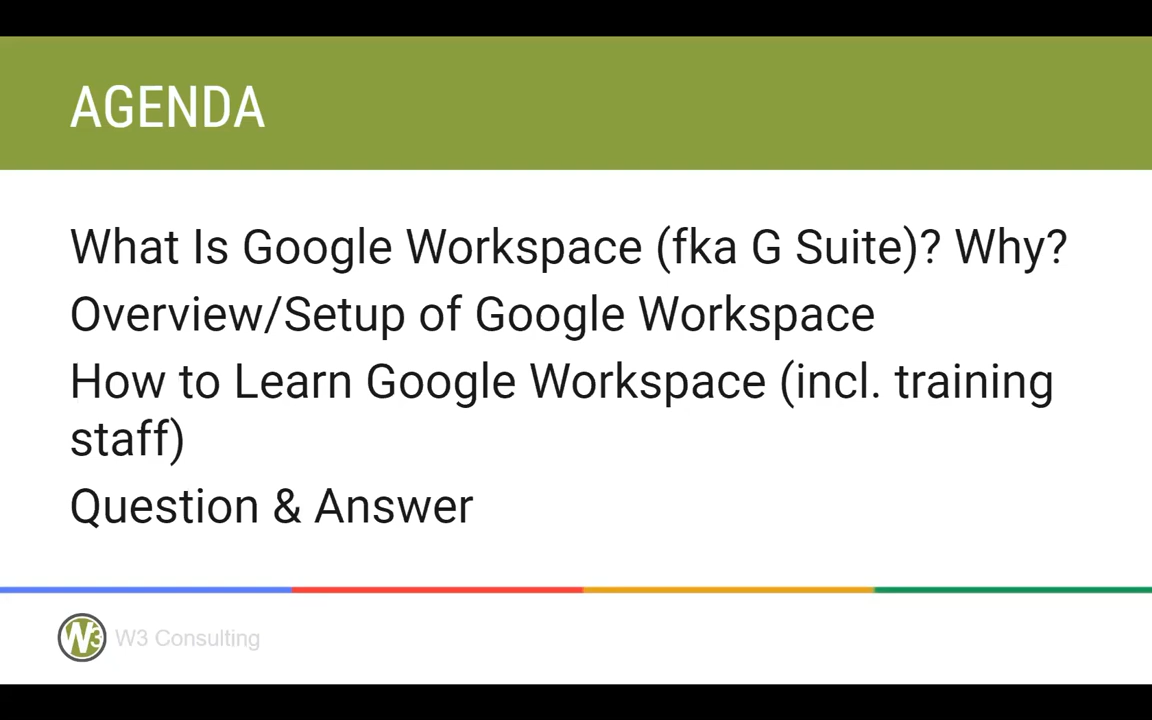 AGENDA
What Is Google Workspace (fka G Suite)? Why?
Overview/Setup of Google Workspace
How to Learn Google Workspace (incl. training
staff)
Question & Answer
W3 W3 Consulting